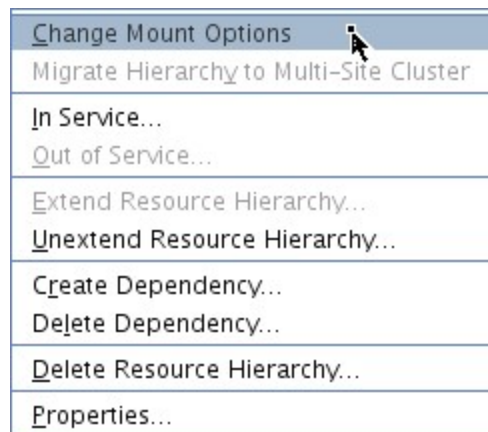 Change Mount Options
Migrate Hierarchy to Multi-Site Cluster
In Service...
Out of Service...
Extend Resource Hierarchy...
Unextend Resource Hierarchy...
Create Dependency...
Delete Dependency...
Delete Resource Hierarchy...
Properties...